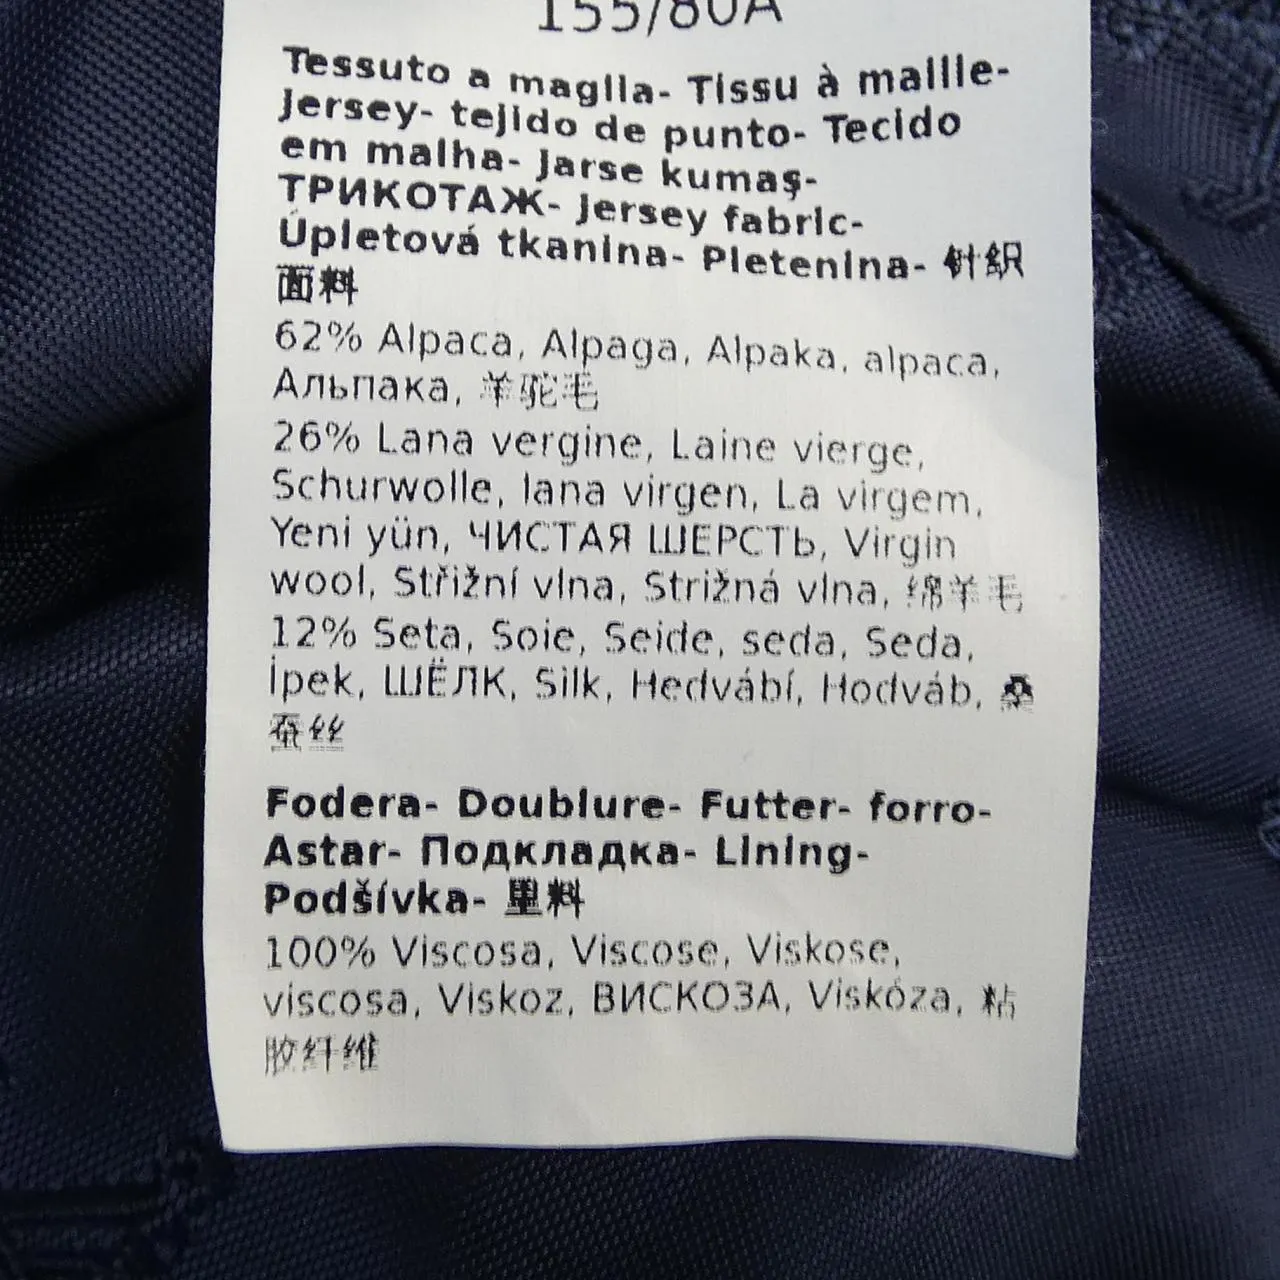 155/80A
Tessuto a maglia- Tissu à maille-
Jersey- tejido de punto- Tecido
em malha- Jarse kumaş-
ТРИКОТАЖ- Jersey fabric-
Úpletová tkanina- Pletenina- 针织
面料
62% Alpaca, Alpaga, Alpaka, alpaca,
Альпака, 羊驼毛
26% Lana vergine, Laine vierge,
Schurwolle, lana virgen, La virgem,
Yeni yün, ЧИСТАЯ ШЕРСТЬ, Virgin
wool, Střižní vlna, Strižná vlna, 绵羊毛
12% Seta, Soie, Seide, seda, Seda,
İpek, ШЁЛК, Silk, Hedvábí, Hodváb, 桑
蚕丝
Fodera- Doublure- Futter- forro-
Astar- Подкладка- Lining-
Podšívka- 里料
100% Viscosa, Viscose, Viskose,
viscosa, Viskoz, ВИСКОЗА, Viskóza, 粘
胶纤维